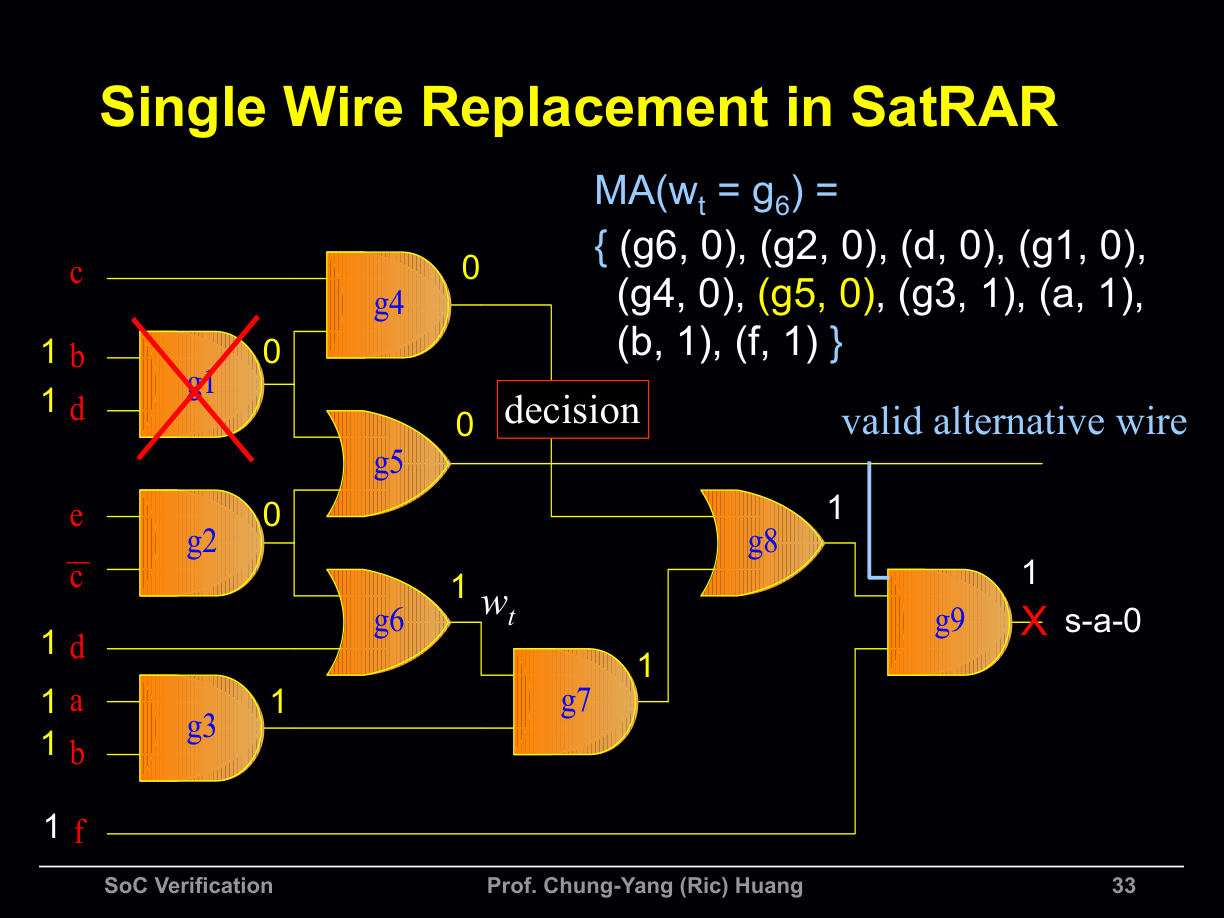 Single Wire Replacement in SatRAR
MA(wt = g6) =
{ (g6, 0), (g2, 0), (d, 0), (g1, 0),
(g4, 0), (g5, 0), (g3, 1), (a, 1),
(b, 1), (f, 1) }
c
g4
0
1 b
g1
0
1 d
decision
valid alternative wire
g5
0
e
g2
0
c̅
g8
1
g6
1
wt
1 d
g9
1
X s-a-0
1 a
g3
1
1 b
g7
1
1 f
SoC Verification
Prof. Chung-Yang (Ric) Huang
33